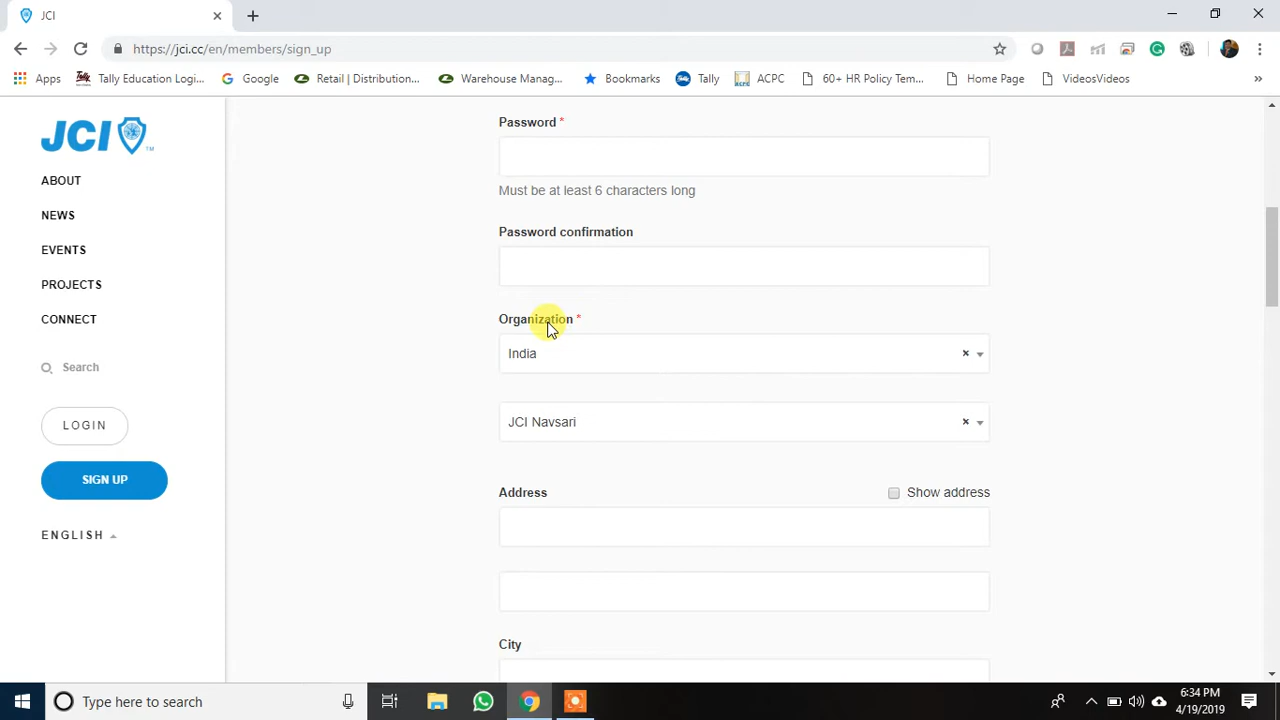 JCI
https://jci.cc/en/members/sign_up
Apps
Tally Education Logi...
Google
Retail | Distribution...
Warehouse Manag...
Bookmarks
Tally
ACPC
60+ HR Policy Tem...
Home Page
VideosVideos
»
JCI
ABOUT
NEWS
EVENTS
PROJECTS
CONNECT
Search
LOGIN
SIGN UP
ENGLISH
Password *
Must be at least 6 characters long
Password confirmation
Organization *
India
JCI Navsari
Address
Show address
City
Type here to search
6:34 PM
4/19/2019